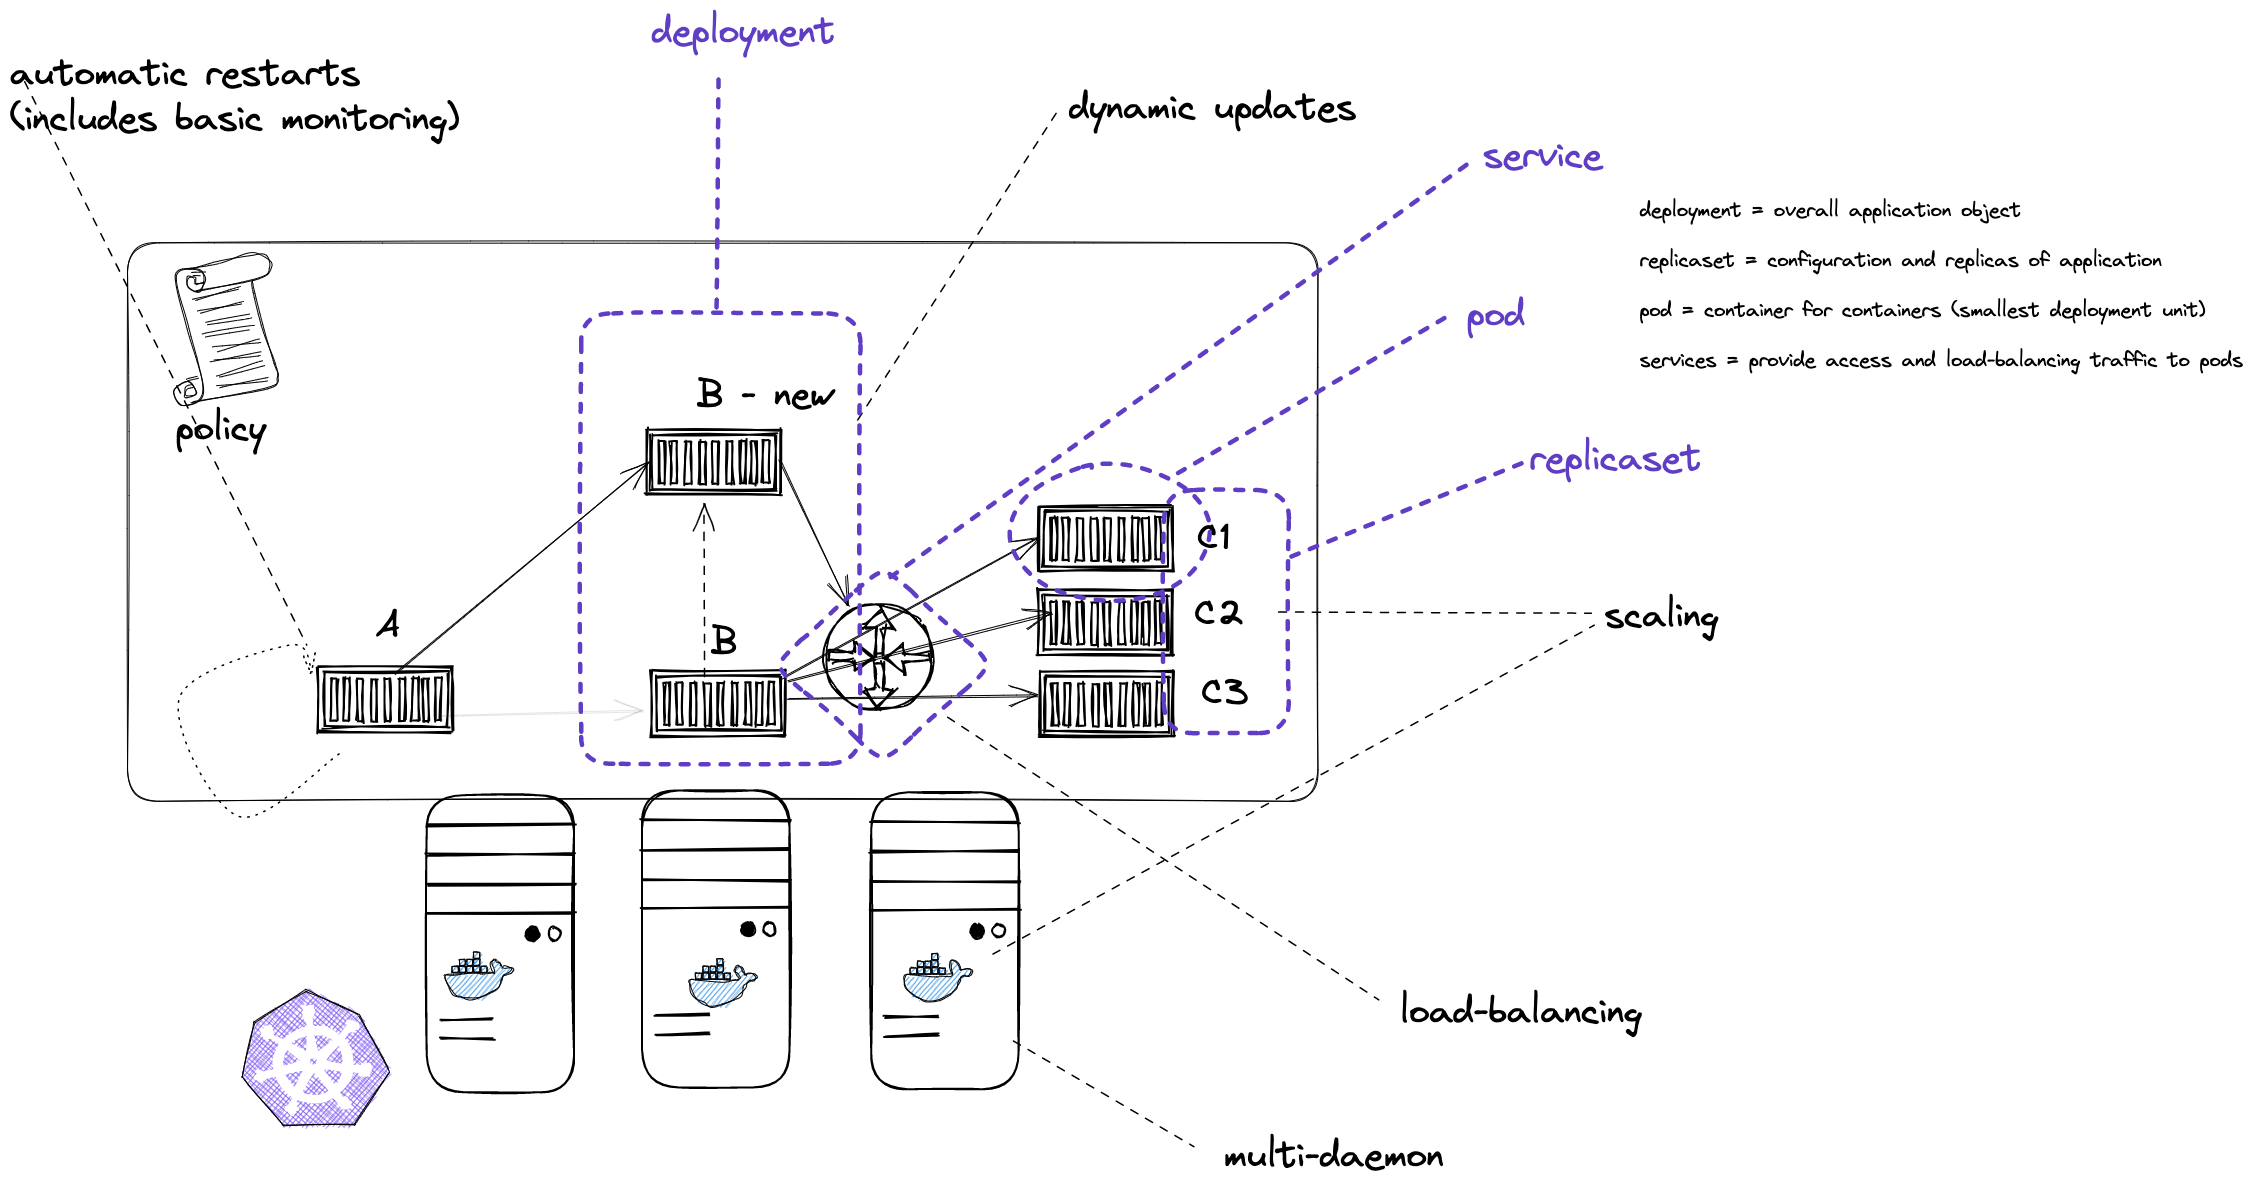 deployment
automatic restarts
(includes basic monitoring)
dynamic updates
service
deployment = overall application object
replicaset = configuration and replicas of application
pod = container for containers (smallest deployment unit)
services = provide access and load-balancing traffic to pods
pod
policy
B - new
replicaset
C1
A
B
C2
scaling
C3
load-balancing
multi-daemon